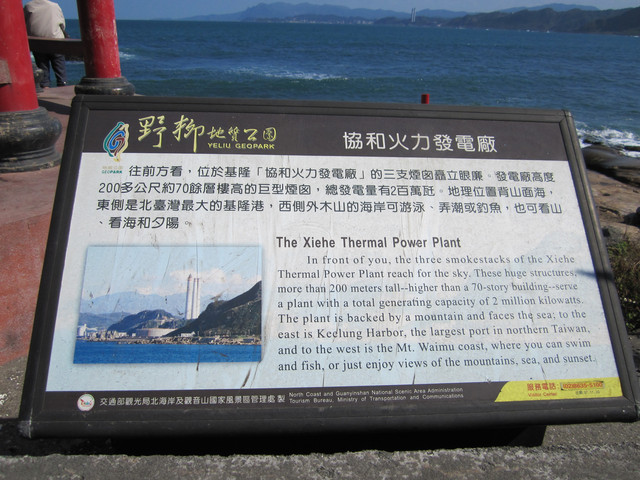 野柳地質公園
YELIU GEOPARK
協和火力發電廠
GEOPARK
往前方看，位於基隆「協和火力發電廠」的三支煙囪矗立眼簾。發電廠高度
200多公尺約70餘層樓高的巨型煙囪，總發電量有2百萬瓩。地理位置背山面海，
東側是北臺灣最大的基隆港，西側外木山的海岸可游泳、弄潮或釣魚，也可看山
、看海和夕陽。
The Xiehe Thermal Power Plant
In front of you, the three smokestacks of the Xiehe
Thermal Power Plant reach for the sky. These huge structures,
more than 200 meters tall--higher than a 70-story building--serve
a plant with a total generating capacity of 2 million kilowatts.
The plant is backed by a mountain and faces the sea; to the
east is Keelung Harbor, the largest port in northern Taiwan,
and to the west is the Mt. Waimu coast, where you can swim
and fish, or just enjoy views of the mountains, sea, and sunset.
交通部觀光局北海岸及觀音山國家風景區管理處 製
North Coast and Guanyinshan National Scenic Area Administration
Tourism Bureau, Ministry of Transportation and Communications
服務電話
Visitor Center